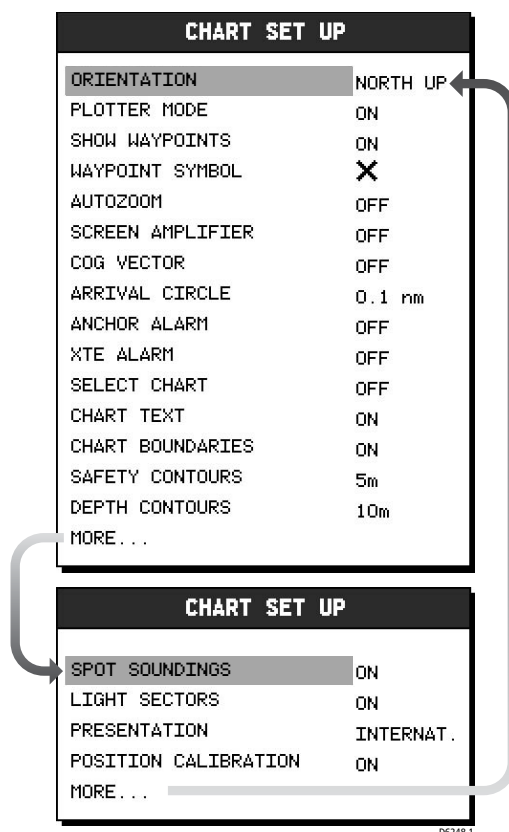 CHART SET UP
ORIENTATION NORTH UP
PLOTTER MODE ON
SHOW WAYPOINTS ON
WAYPOINT SYMBOL ✕
AUTOZOOM OFF
SCREEN AMPLIFIER OFF
COG VECTOR OFF
ARRIVAL CIRCLE 0.1 nm
ANCHOR ALARM OFF
XTE ALARM OFF
SELECT CHART OFF
CHART TEXT ON
CHART BOUNDARIES ON
SAFETY CONTOURS 5m
DEPTH CONTOURS 10m
MORE...
CHART SET UP
SPOT SOUNDINGS ON
LIGHT SECTORS ON
PRESENTATION INTERNAT.
POSITION CALIBRATION ON
MORE...